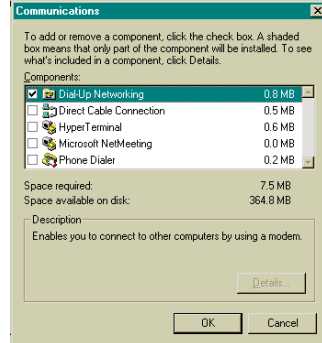 Communications
To add or remove a component, click the check box. A shaded
box means that only part of the component will be installed. To see
what's included in a component, click Details.
Components:
Dial-Up Networking 0.8 MB
Direct Cable Connection 0.5 MB
HyperTerminal 0.6 MB
Microsoft NetMeeting 0.0 MB
Phone Dialer 0.2 MB
Space required: 7.5 MB
Space available on disk: 364.8 MB
Description
Enables you to connect to other computers by using a modem.
Details...
OK Cancel